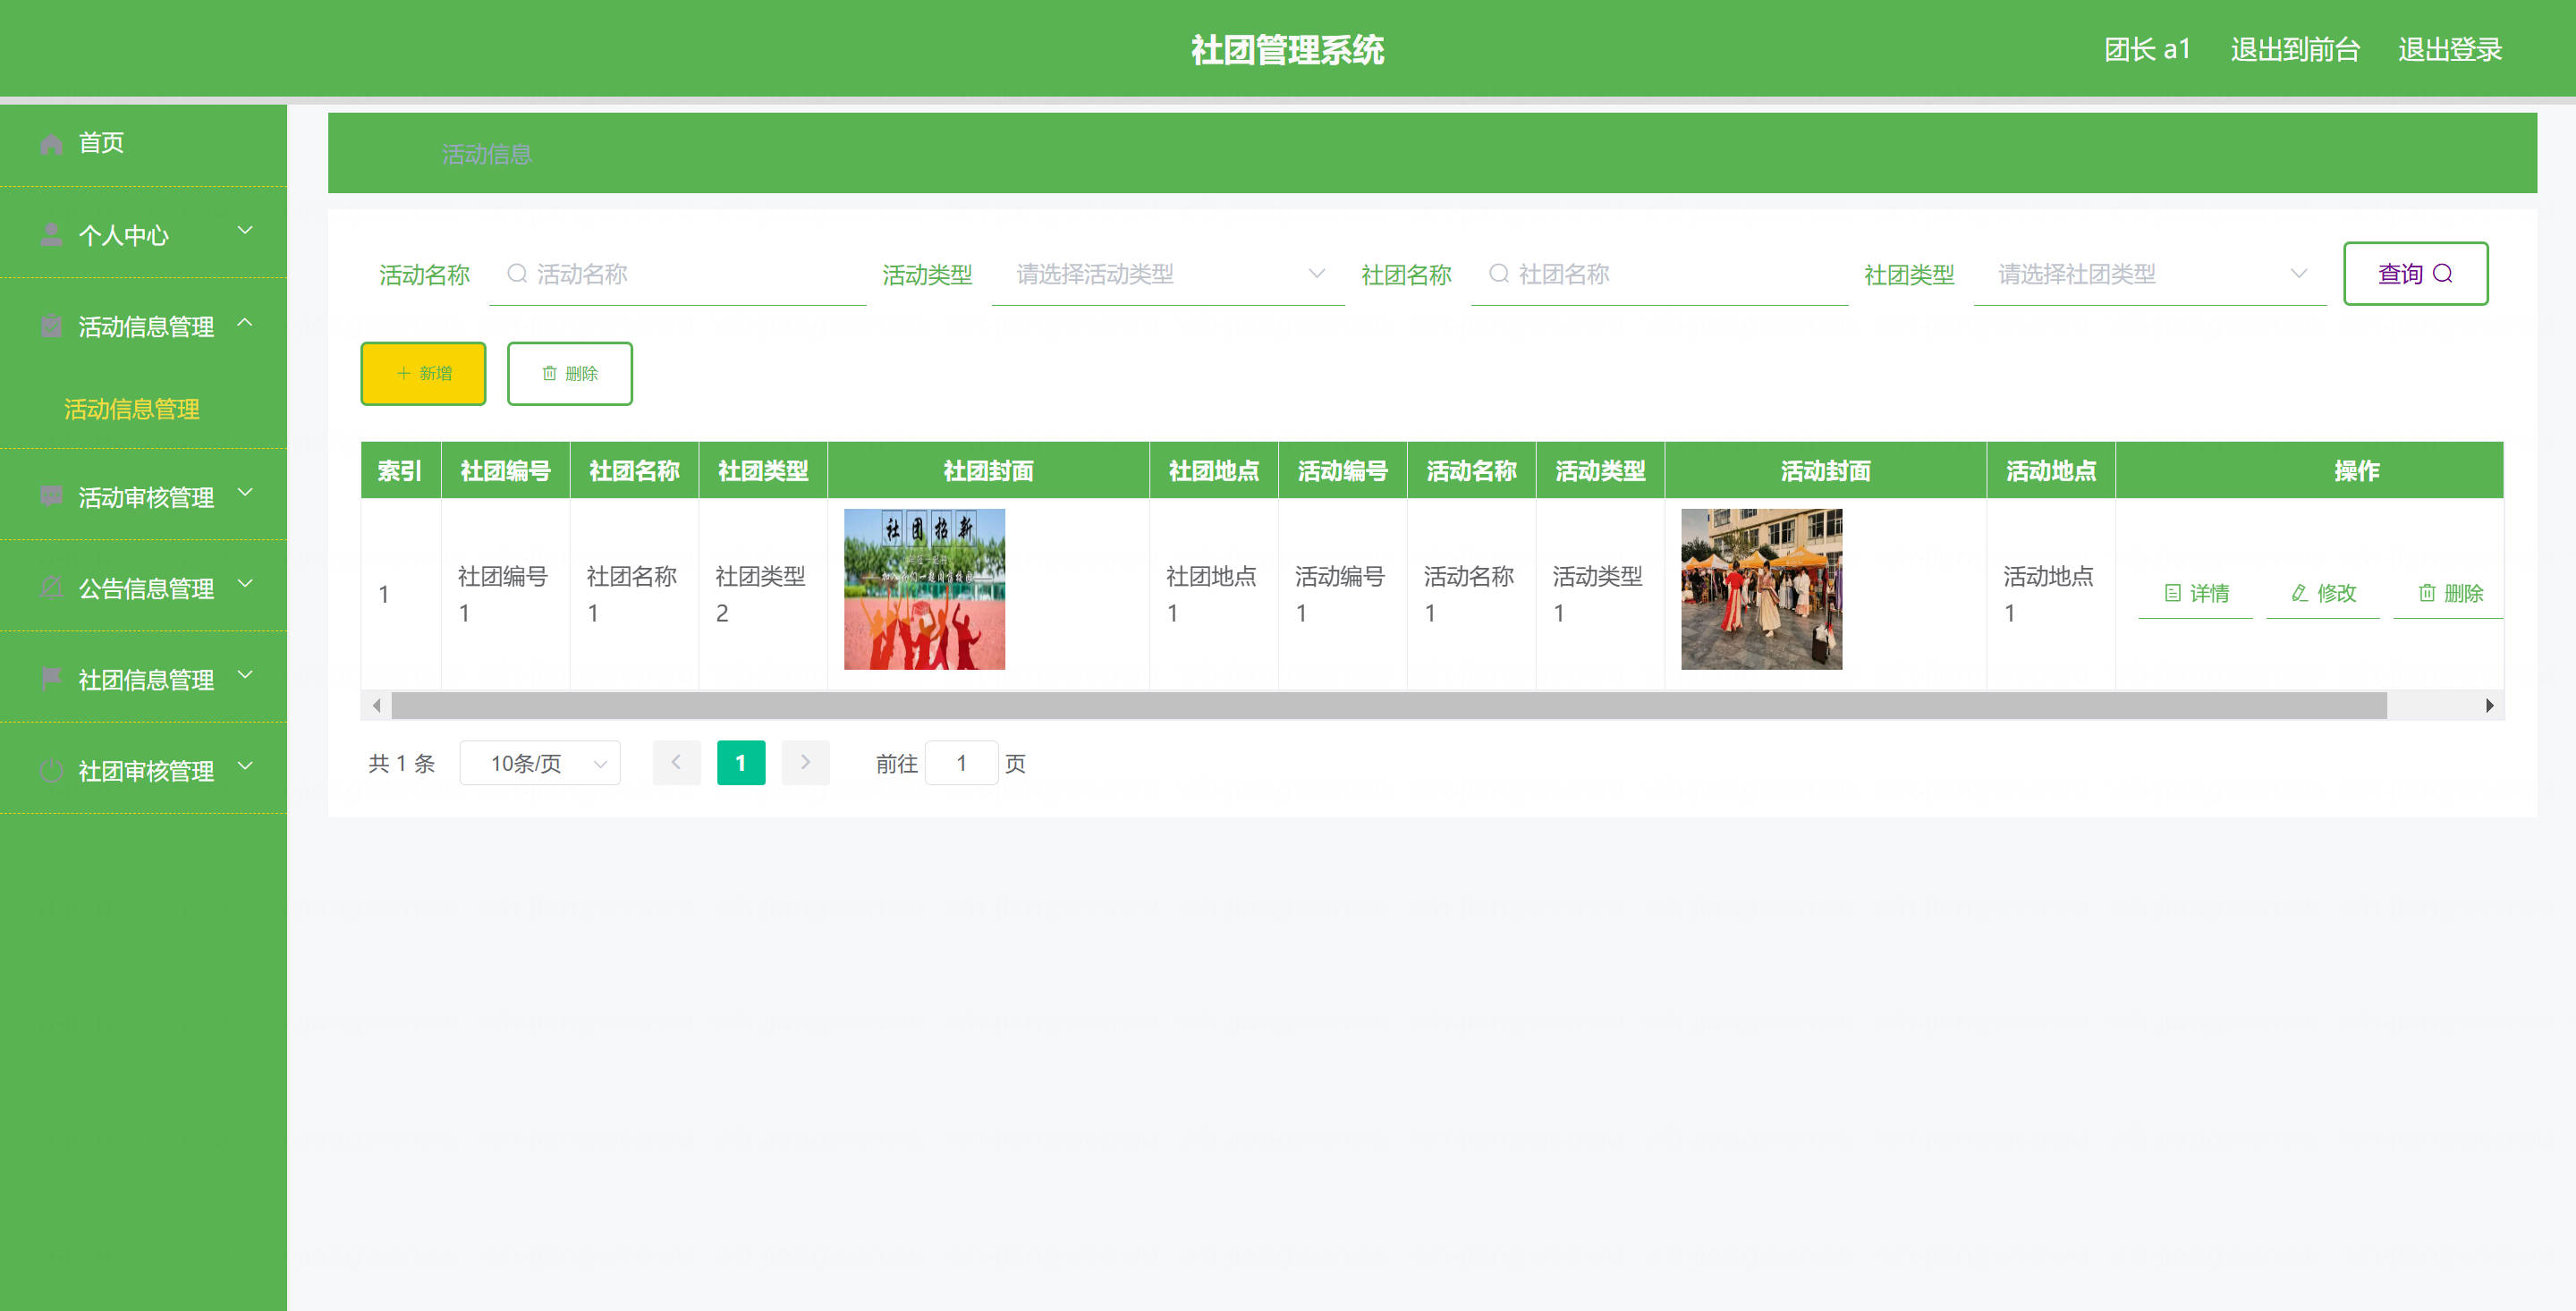 社团管理系统
团长 a1 退出到前台 退出登录
首页
个人中心
活动信息管理
活动信息管理
活动审核管理
公告信息管理
社团信息管理
社团审核管理
活动信息
活动名称 活动名称 活动类型 请选择活动类型 社团名称 社团名称 社团类型 请选择社团类型 查询
新增 删除
索引 社团编号 社团名称 社团类型 社团封面 社团地点 活动编号 活动名称 活动类型 活动封面 活动地点 操作
社团招新
1 社团编号1 社团名称1 社团类型2 社团地点1 活动编号1 活动名称1 活动类型1 活动地点1 详情 修改 删除
共 1 条 10条/页 1 前往 1 页